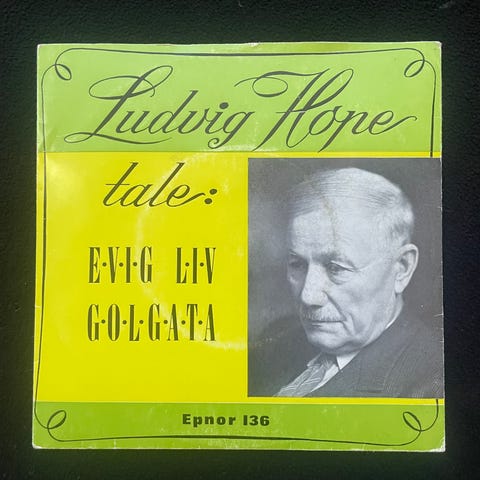 Ludvig Hope
tale:
E·V·I·G L·I·V
G·O·L·G·A·T·A
Epnor 136